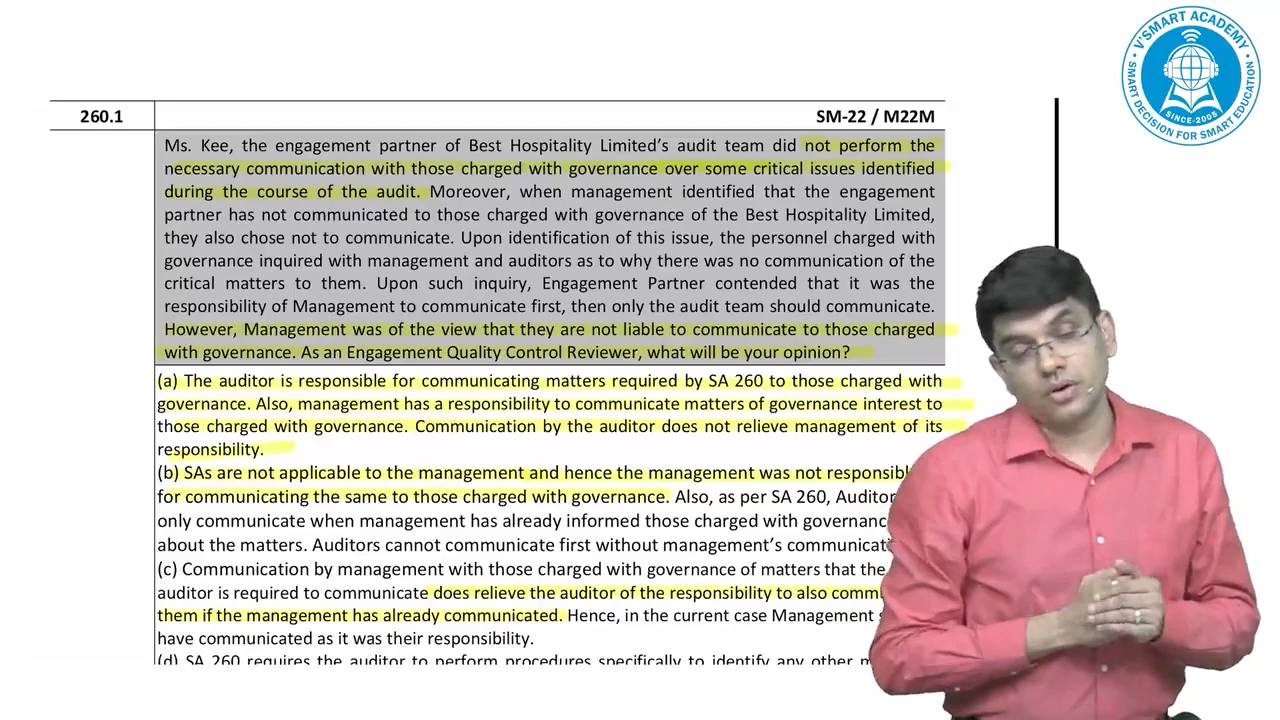 V'SMART ACADEMY
SMART DECISION FOR SMART EDUCATION
SINCE-2005
260.1
SM-22 / M22M
Ms. Kee, the engagement partner of Best Hospitality Limited's audit team did not perform the
necessary communication with those charged with governance over some critical issues identified
during the course of the audit. Moreover, when management identified that the engagement
partner has not communicated to those charged with governance of the Best Hospitality Limited,
they also chose not to communicate. Upon identification of this issue, the personnel charged with
governance inquired with management and auditors as to why there was no communication of the
critical matters to them. Upon such inquiry, Engagement Partner contended that it was the
responsibility of Management to communicate first, then only the audit team should communicate.
However, Management was of the view that they are not liable to communicate to those charged
with governance. As an Engagement Quality Control Reviewer, what will be your opinion?
(a) The auditor is responsible for communicating matters required by SA 260 to those charged with
governance. Also, management has a responsibility to communicate matters of governance interest to
those charged with governance. Communication by the auditor does not relieve management of its
responsibility.
(b) SAs are not applicable to the management and hence the management was not
for communicating the same to those charged with governance. Also, as per SA 260,
only communicate when management has already informed those charged with
about the matters. Auditors cannot communicate first without management's
(c) Communication by management with those charged with governance of matters that the
auditor is required to communicate does relieve the auditor of the responsibility to also
them if the management has already communicated. Hence, in the current case Management
have communicated as it was their responsibility.
(d) SA 260 requires the auditor to perform procedures specifically to identify any other